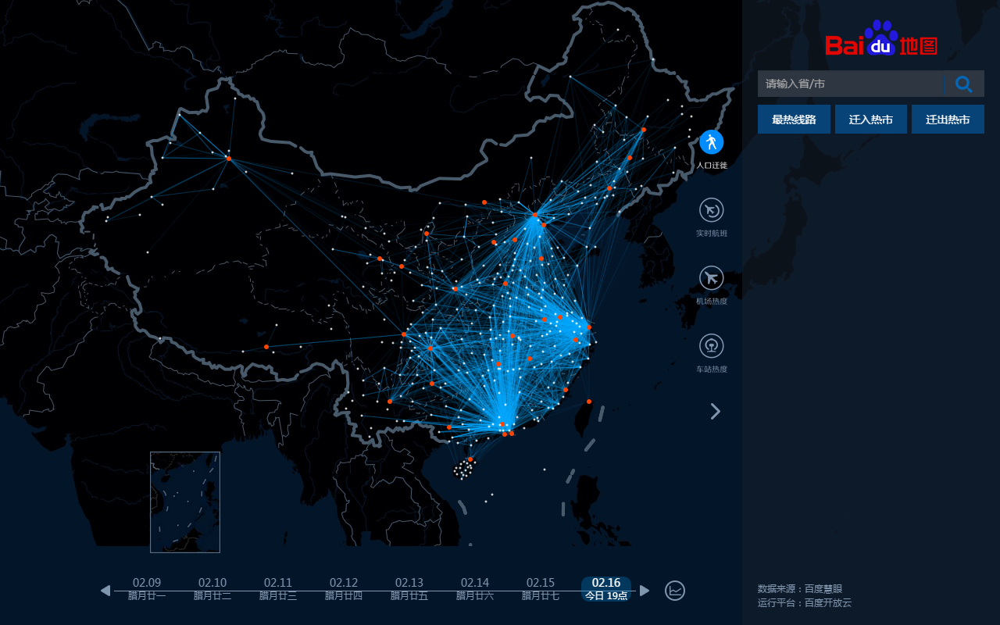 Bai du 地图
请输入省/市
最热线路 迁入热市 迁出热市
人口迁徙
实时航班
机场热度
车站热度
02.09 02.10 02.11 02.12 02.13 02.14 02.15 02.16
腊月廿一 腊月廿二 腊月廿三 腊月廿四 腊月廿五 腊月廿六 腊月廿七 今日 19点
数据来源：百度慧眼
运行平台：百度开放云